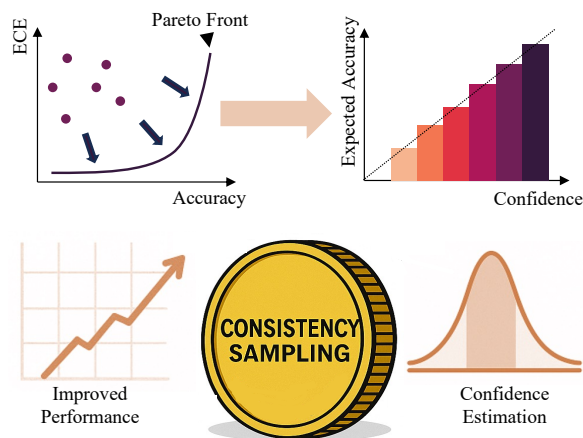 Pareto Front
ECE
Accuracy
Expected Accuracy
Confidence
CONSISTENCY
SAMPLING
Improved
Performance
Confidence
Estimation